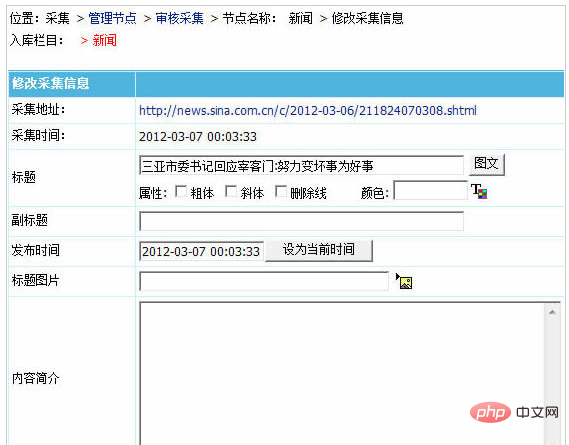 位置：采集 > 管理节点 > 审核采集 > 节点名称： 新闻 > 修改采集信息
入库栏目： > 新闻
修改采集信息
采集地址： http://news.sina.com.cn/c/2012-03-06/211824070308.shtml
采集时间： 2012-03-07 00:03:33
标题 三亚市委书记回应宰客门:努力变坏事为好事 图文
属性： 粗体 斜体 删除线 颜色: T
副标题
发布时间 2012-03-07 00:03:33 设为当前时间
标题图片
内容简介
php 中文网